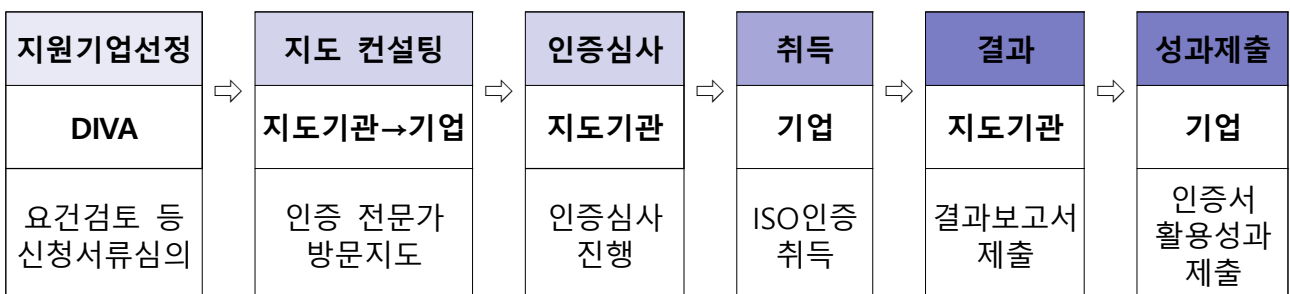 지원기업선정
⇨
지도 컨설팅
⇨
인증심사
⇨
취득
⇨
결과
⇨
성과제출
DIVA
지도기관→기업
지도기관
기업
지도기관
기업
요건검토 등
신청서류심의
인증 전문가
방문지도
인증심사
진행
ISO인증
취득
결과보고서
제출
인증서
활용성과
제출